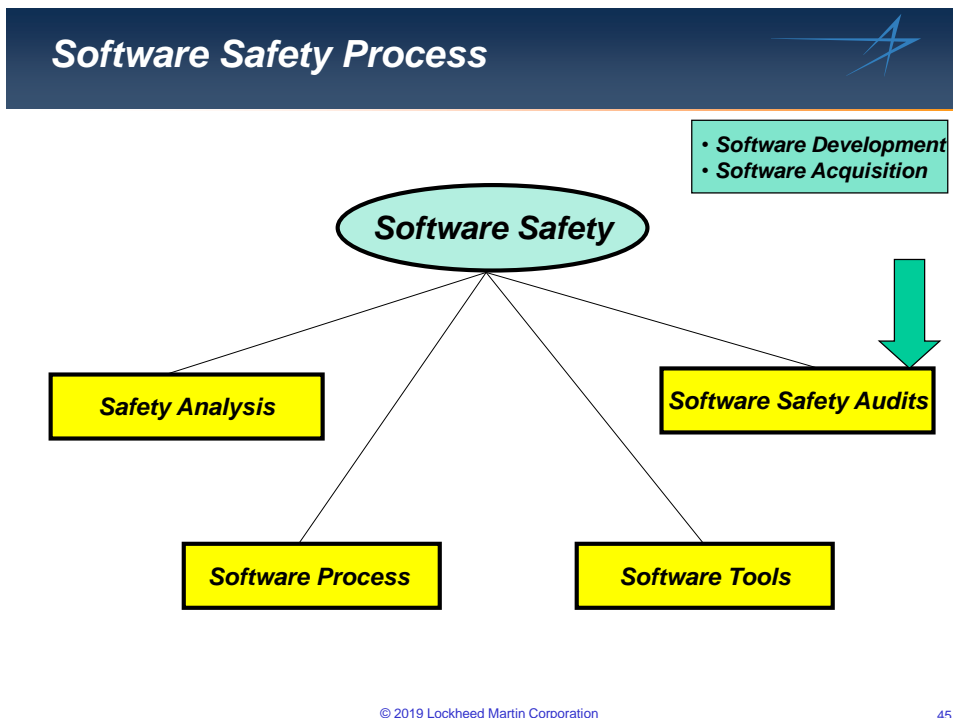 Software Safety Process
• Software Development
• Software Acquisition
Software Safety
Safety Analysis
Software Safety Audits
Software Process
Software Tools
© 2019 Lockheed Martin Corporation
45